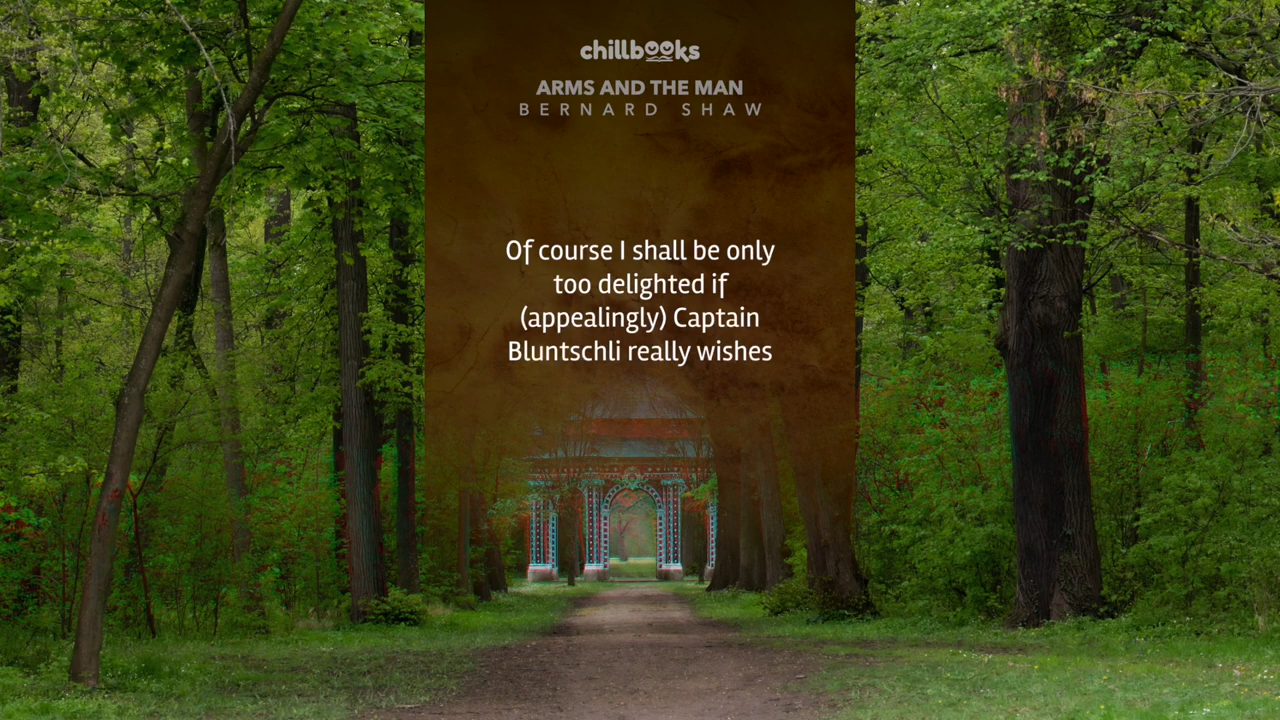 chillbooks
ARMS AND THE MAN
BERNARD SHAW
Of course I shall be only
too delighted if
(appealingly) Captain
Bluntschli really wishes